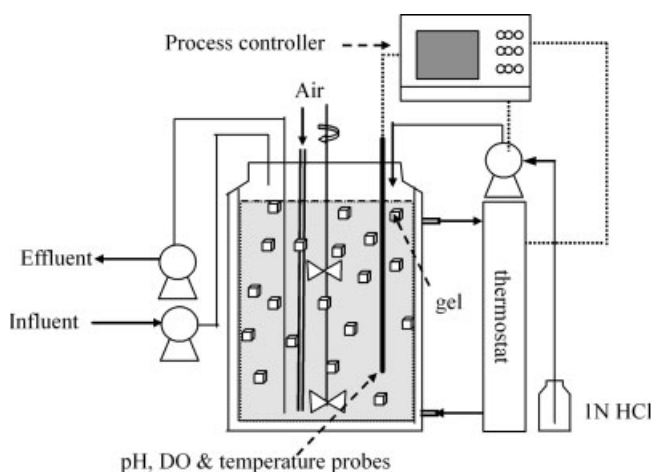 Process controller
Air
Effluent
Influent
gel
thermostat
1N HCl
pH, DO & temperature probes